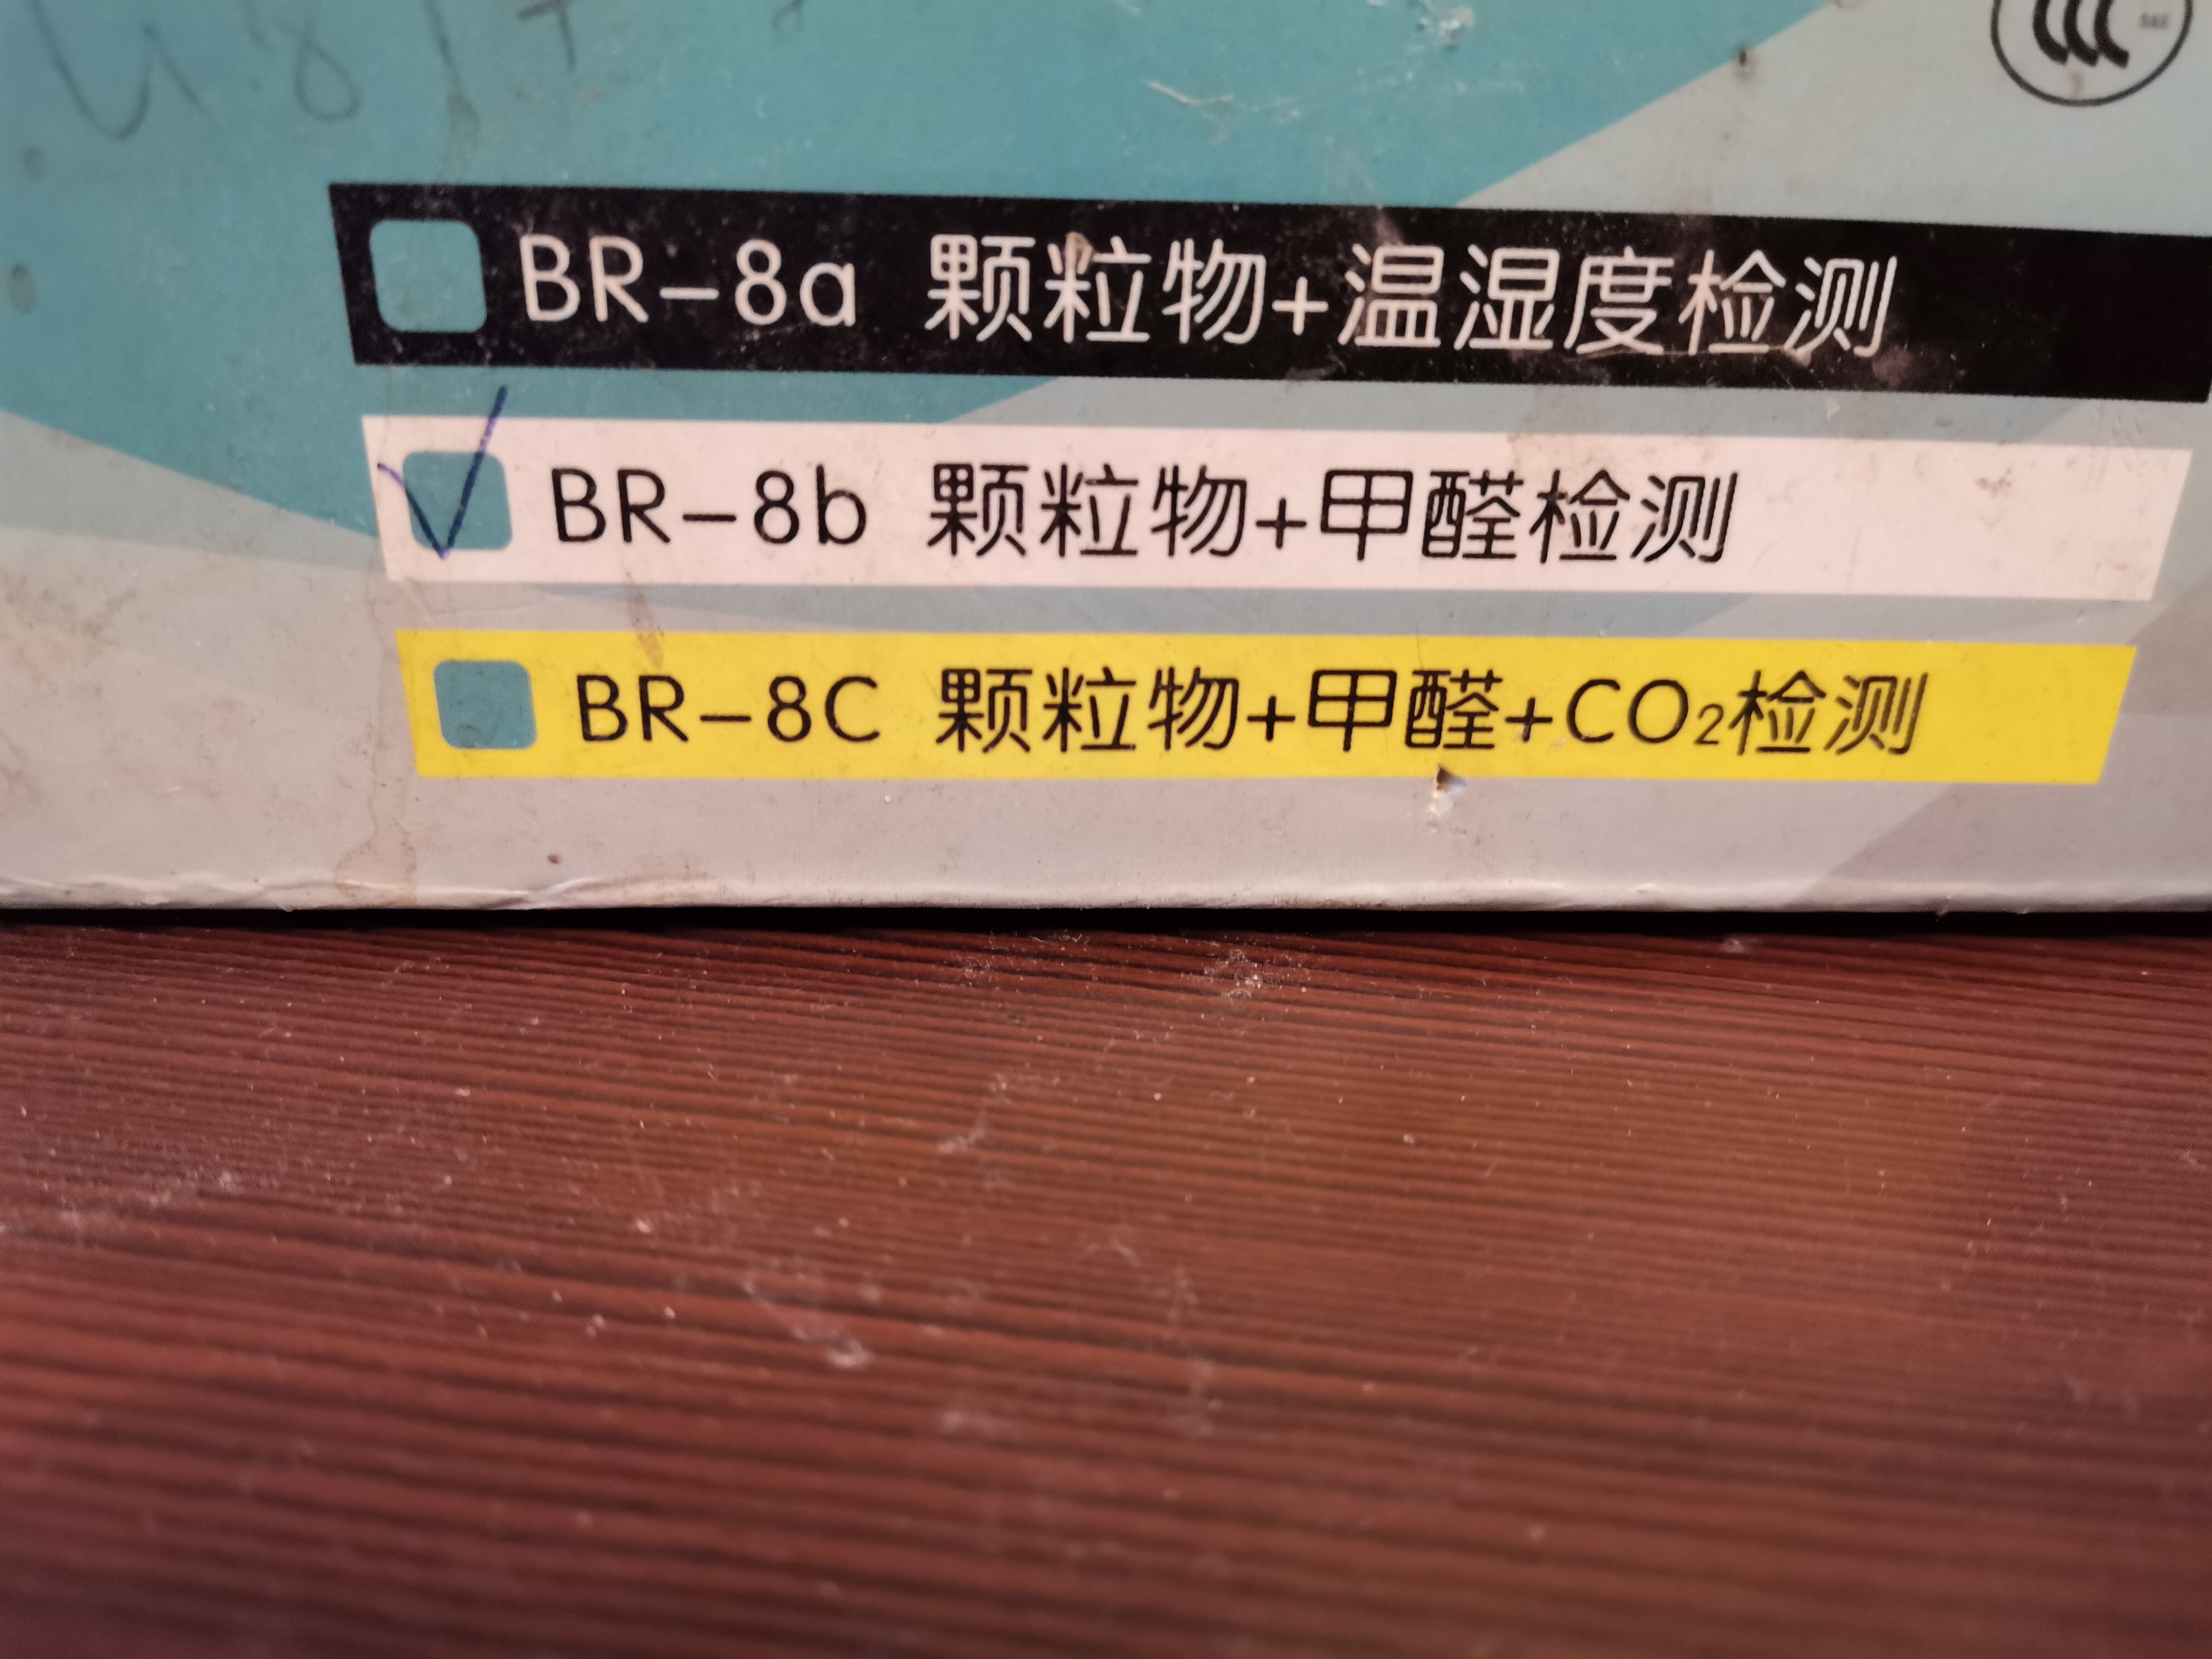 BR-8a 颗粒物+温湿度检测
BR-8b 颗粒物+甲醛检测
BR-8C 颗粒物+甲醛+CO₂检测